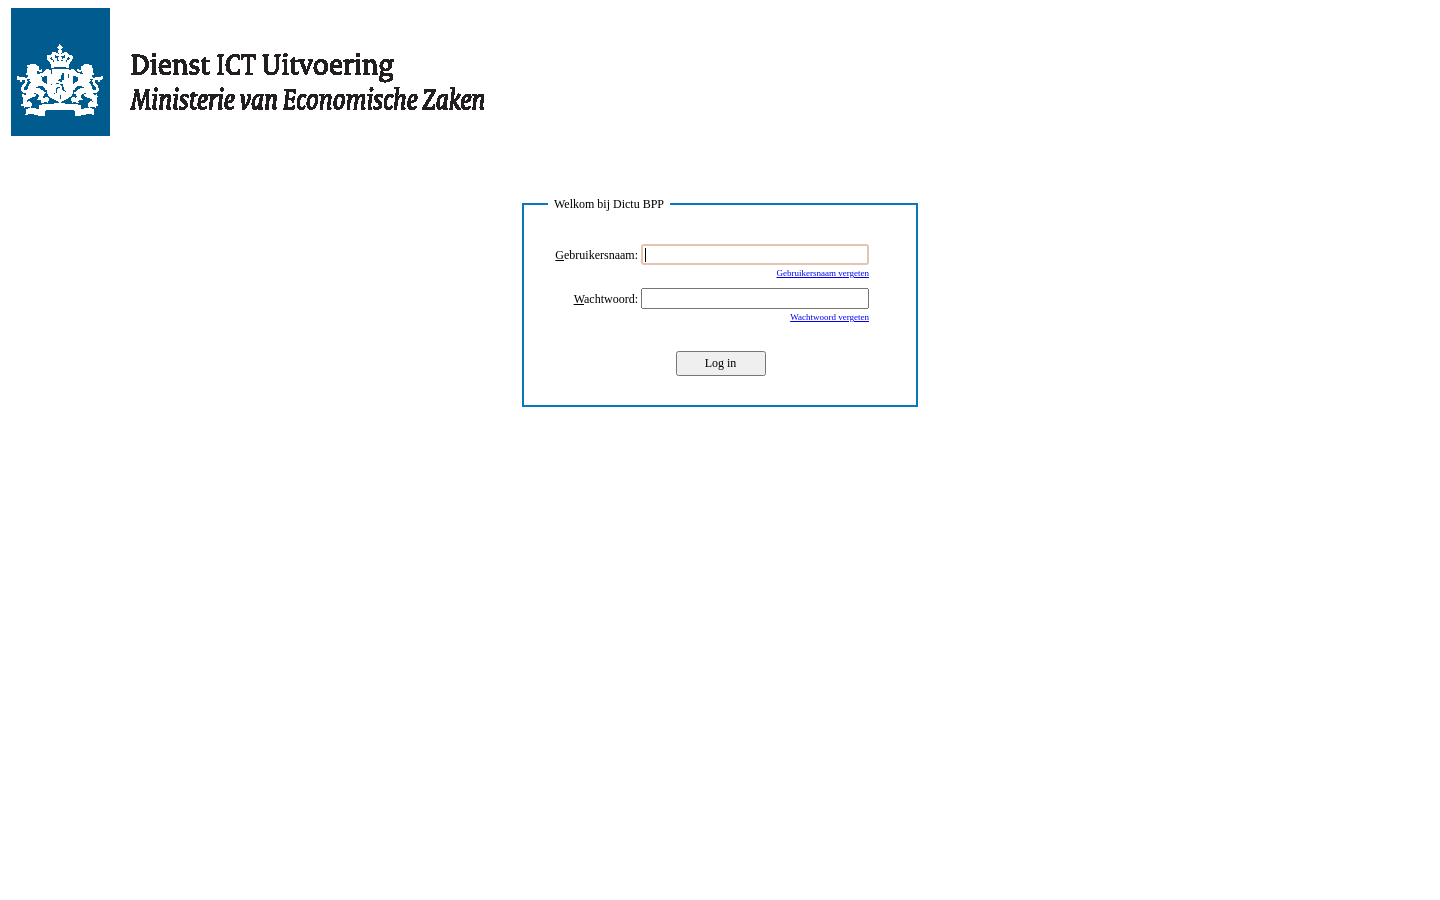 Dienst ICT Uitvoering
Ministerie van Economische Zaken
Welkom bij Dictu BPP
Gebruikersnaam:
Gebruikersnaam vergeten
Wachtwoord:
Wachtwoord vergeten
Log in